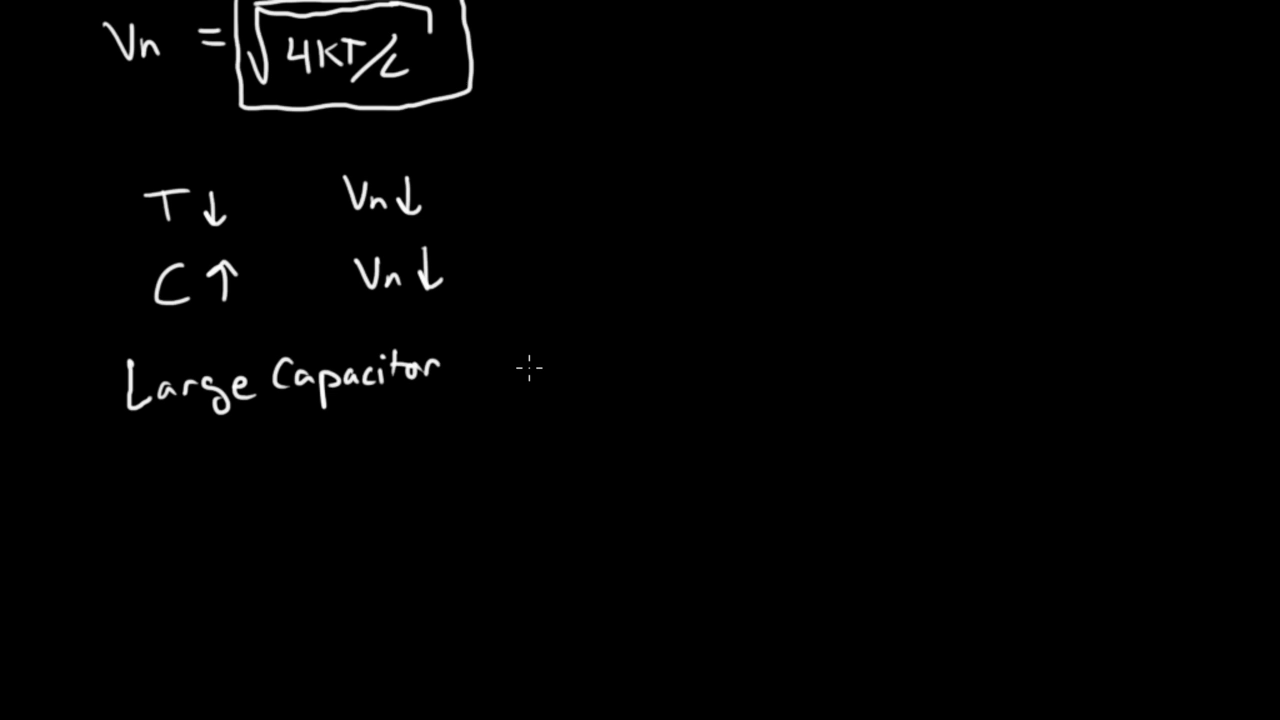 Vn = √4KT/C
T ↓ Vn ↓
C ↑ Vn ↓
Large Capacitor